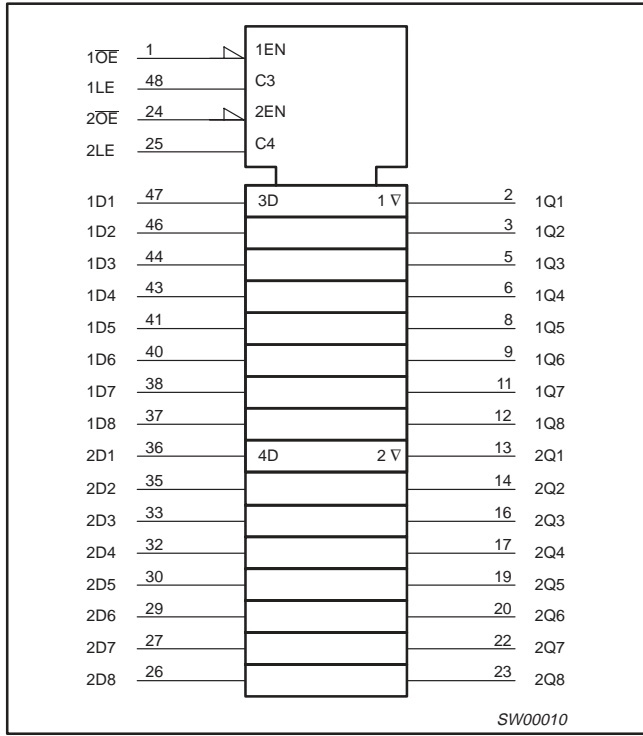 1O̅E̅ 1 1EN
1LE 48 C3
2O̅E̅ 24 2EN
2LE 25 C4
1D1 47 3D 1 ∇ 2 1Q1
1D2 46 3 1Q2
1D3 44 5 1Q3
1D4 43 6 1Q4
1D5 41 8 1Q5
1D6 40 9 1Q6
1D7 38 11 1Q7
1D8 37 12 1Q8
2D1 36 4D 2 ∇ 13 2Q1
2D2 35 14 2Q2
2D3 33 16 2Q3
2D4 32 17 2Q4
2D5 30 19 2Q5
2D6 29 20 2Q6
2D7 27 22 2Q7
2D8 26 23 2Q8
SW00010